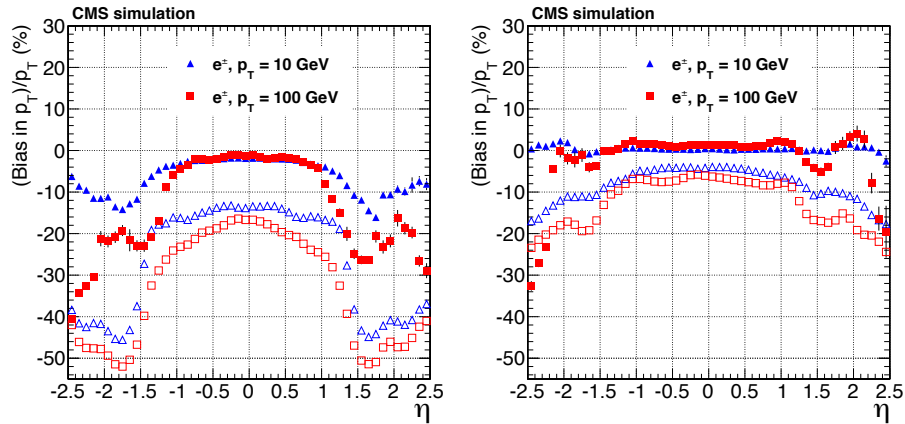 CMS simulation
(Bias in pT)/pT (%)
30
20
10
0
-10
-20
-30
-40
-50
e±, pT = 10 GeV
e±, pT = 100 GeV
-2.5 -2 -1.5 -1 -0.5 0 0.5 1 1.5 2 2.5
η
CMS simulation
(Bias in pT)/pT (%)
30
20
10
0
-10
-20
-30
-40
-50
e±, pT = 10 GeV
e±, pT = 100 GeV
-2.5 -2 -1.5 -1 -0.5 0 0.5 1 1.5 2 2.5
η